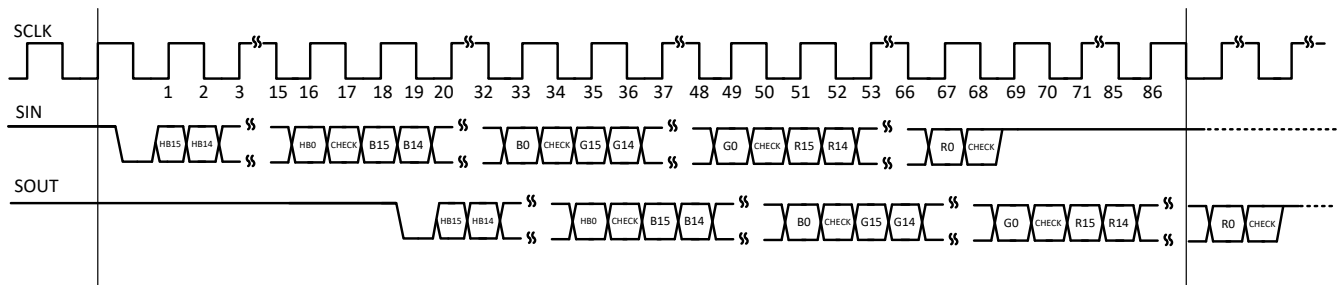 SCLK
1 2 3 15 16 17 18 19 20 32 33 34 35 36 37 48 49 50 51 52 53 66 67 68 69 70 71 85 86
SIN
HB15 HB14 HB0 CHECK B15 B14 B0 CHECK G15 G14 G0 CHECK R15 R14 R0 CHECK
SOUT
HB15 HB14 HB0 CHECK B15 B14 B0 CHECK G15 G14 G0 CHECK R15 R14 R0 CHECK